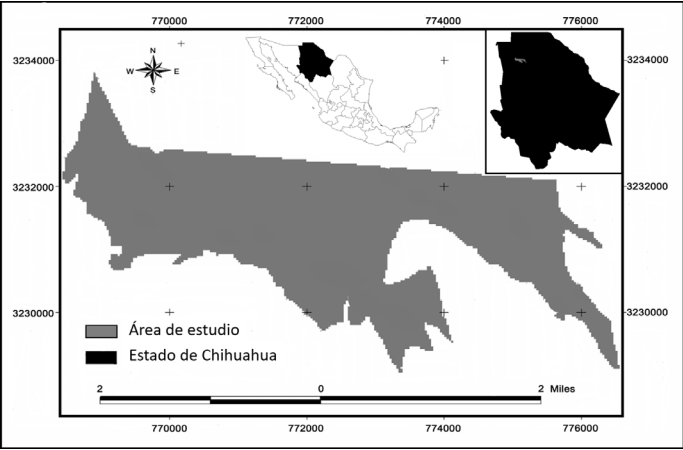 770000 772000 774000 776000
3234000 3234000
N
W E
S
3232000 3232000
3230000 3230000
Área de estudio
Estado de Chihuahua
2 0 2 Miles
770000 772000 774000 776000